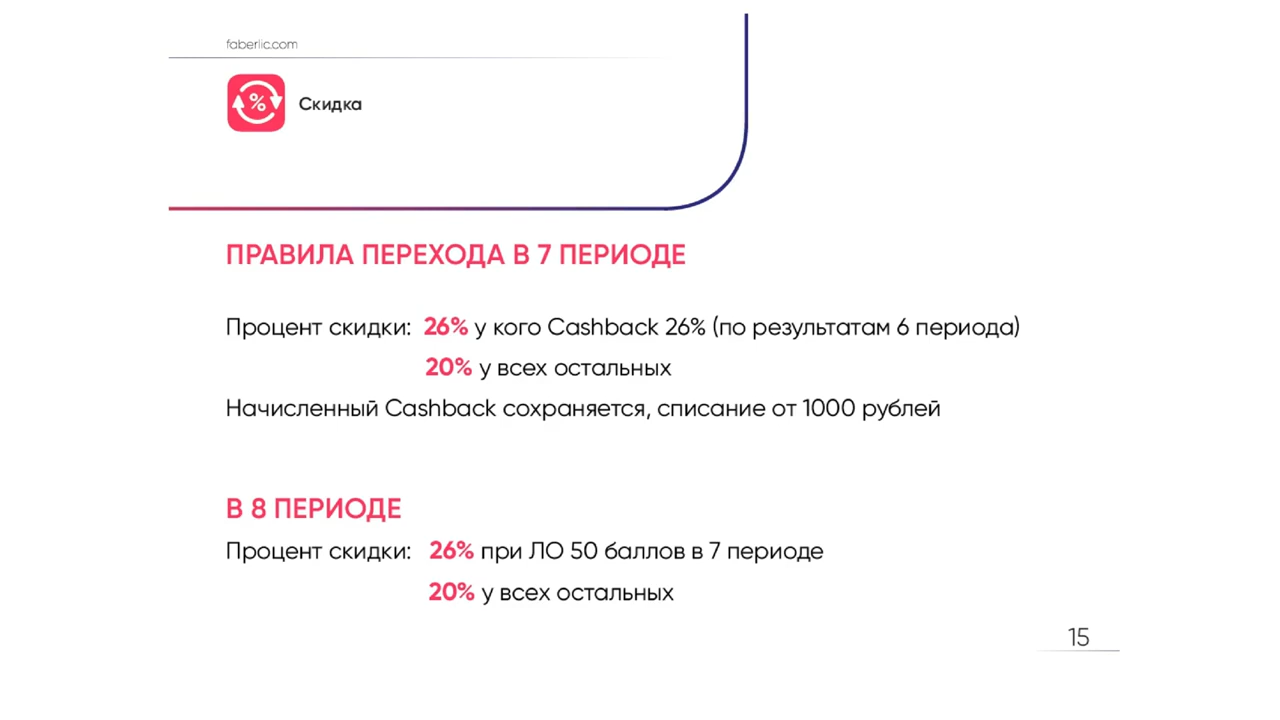 faberlic.com
%
Скидка
ПРАВИЛА ПЕРЕХОДА В 7 ПЕРИОДЕ
Процент скидки: 26% у кого Cashback 26% (по результатам 6 периода)
20% у всех остальных
Начисленный Cashback сохраняется, списание от 1000 рублей
В 8 ПЕРИОДЕ
Процент скидки: 26% при ЛО 50 баллов в 7 периоде
20% у всех остальных
15